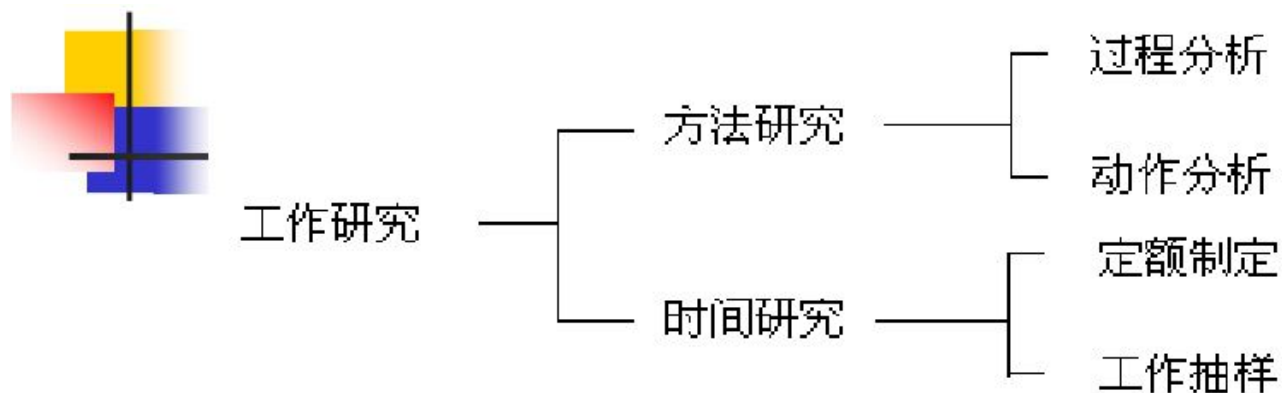 工作研究
方法研究
过程分析
动作分析
时间研究
定额制定
工作抽样